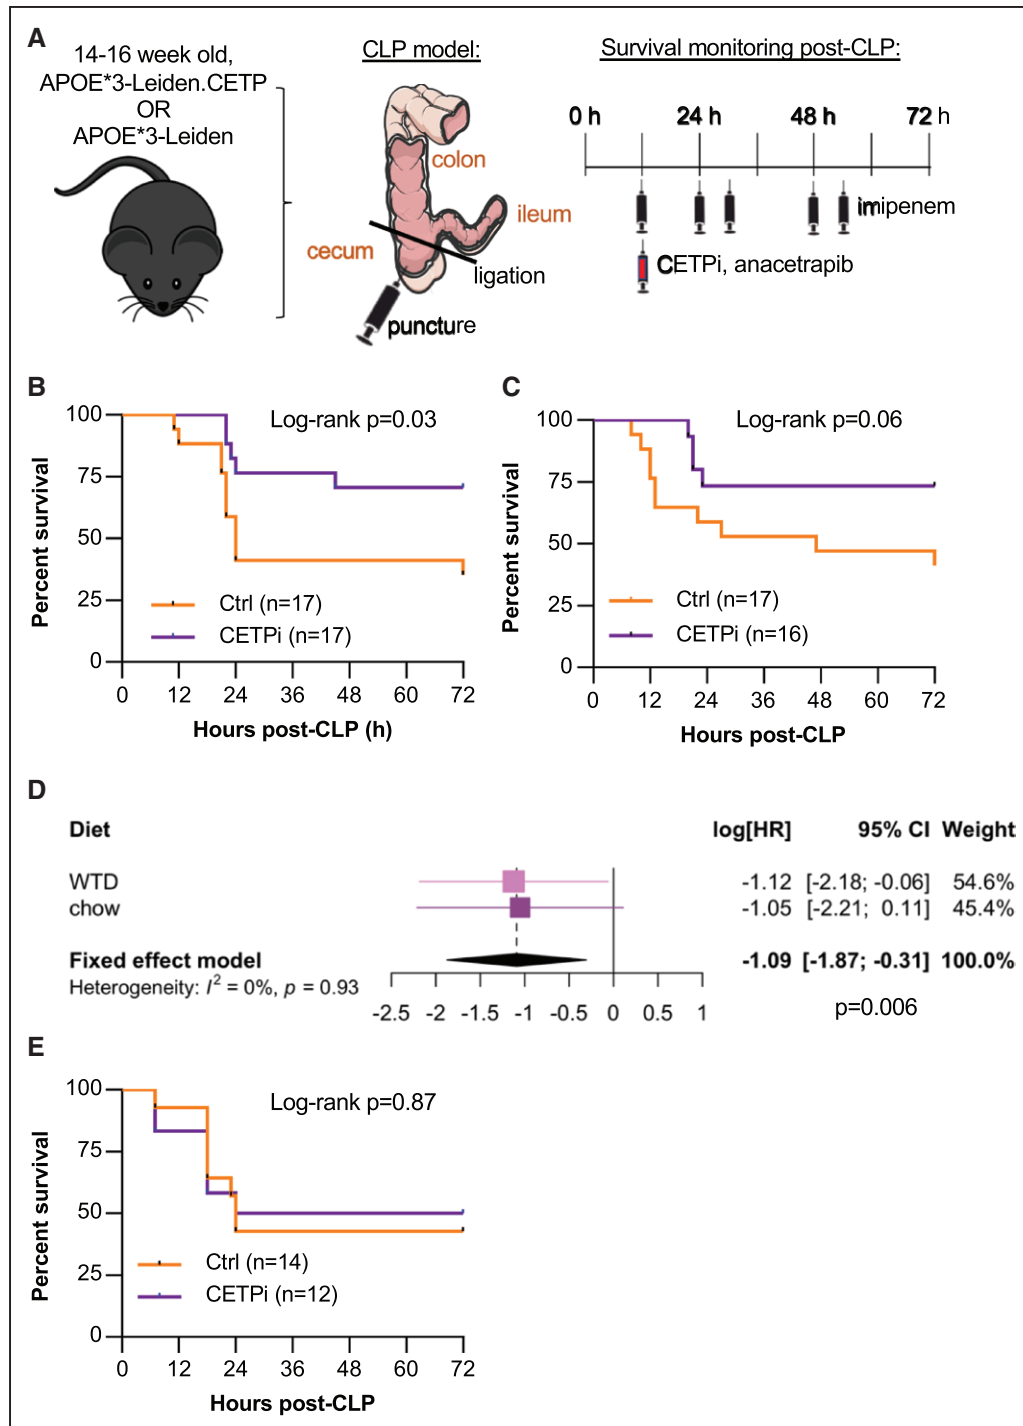 A
14-16 week old,
APOE*3-Leiden.CETP
OR
APOE*3-Leiden
CLP model:
colon
ileum
cecum
ligation
puncture
Survival monitoring post-CLP:
0 h 24 h 48 h 72 h
imipenem
CETPi, anacetrapib
B
Log-rank p=0.03
Percent survival
100
75
50
25
0
Ctrl (n=17)
CETPi (n=17)
0 12 24 36 48 60 72
Hours post-CLP (h)
C
Log-rank p=0.06
Percent survival
100
75
50
25
0
Ctrl (n=17)
CETPi (n=16)
0 12 24 36 48 60 72
Hours post-CLP
D
Diet log[HR] 95% CI Weight
WTD -1.12 [-2.18; -0.06] 54.6%
chow -1.05 [-2.21; 0.11] 45.4%
Fixed effect model -1.09 [-1.87; -0.31] 100.0%
Heterogeneity: I² = 0%, p = 0.93
-2.5 -2 -1.5 -1 -0.5 0 0.5 1
p=0.006
E
Log-rank p=0.87
Percent survival
100
75
50
25
0
Ctrl (n=14)
CETPi (n=12)
0 12 24 36 48 60 72
Hours post-CLP